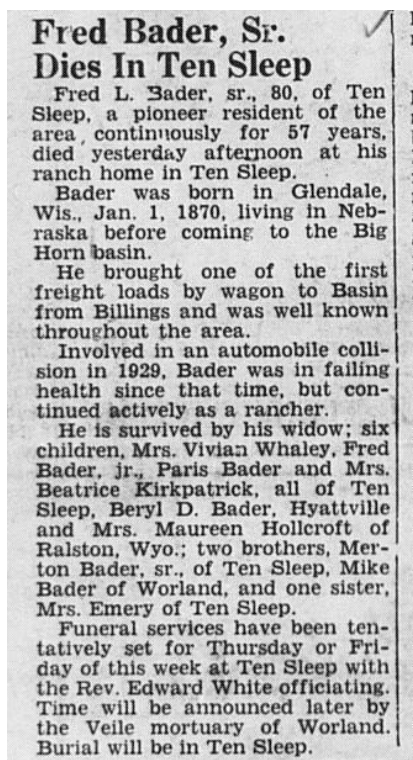 Fred Bader, Sr.
Dies In Ten Sleep
Fred L. Bader, sr., 80, of Ten
Sleep, a pioneer resident of the
area continuously for 57 years,
died yesterday afternoon at his
ranch home in Ten Sleep.
Bader was born in Glendale,
Wis., Jan. 1, 1870, living in Neb-
raska before coming to the Big
Horn basin.
He brought one of the first
freight loads by wagon to Basin
from Billings and was well known
throughout the area.
Involved in an automobile colli-
sion in 1929, Bader was in failing
health since that time, but con-
tinued actively as a rancher.
He is survived by his widow; six
children, Mrs. Vivian Whaley, Fred
Bader, jr., Paris Bader and Mrs.
Beatrice Kirkpatrick, all of Ten
Sleep, Beryl D. Bader, Hyattville
and Mrs. Maureen Hollcroft of
Ralston, Wyo.; two brothers, Mer-
ton Bader, sr., of Ten Sleep, Mike
Bader of Worland, and one sister,
Mrs. Emery of Ten Sleep.
Funeral services have been ten-
tatively set for Thursday or Fri-
day of this week at Ten Sleep with
the Rev. Edward White officiating.
Time will be announced later by
the Veile mortuary of Worland.
Burial will be in Ten Sleep.